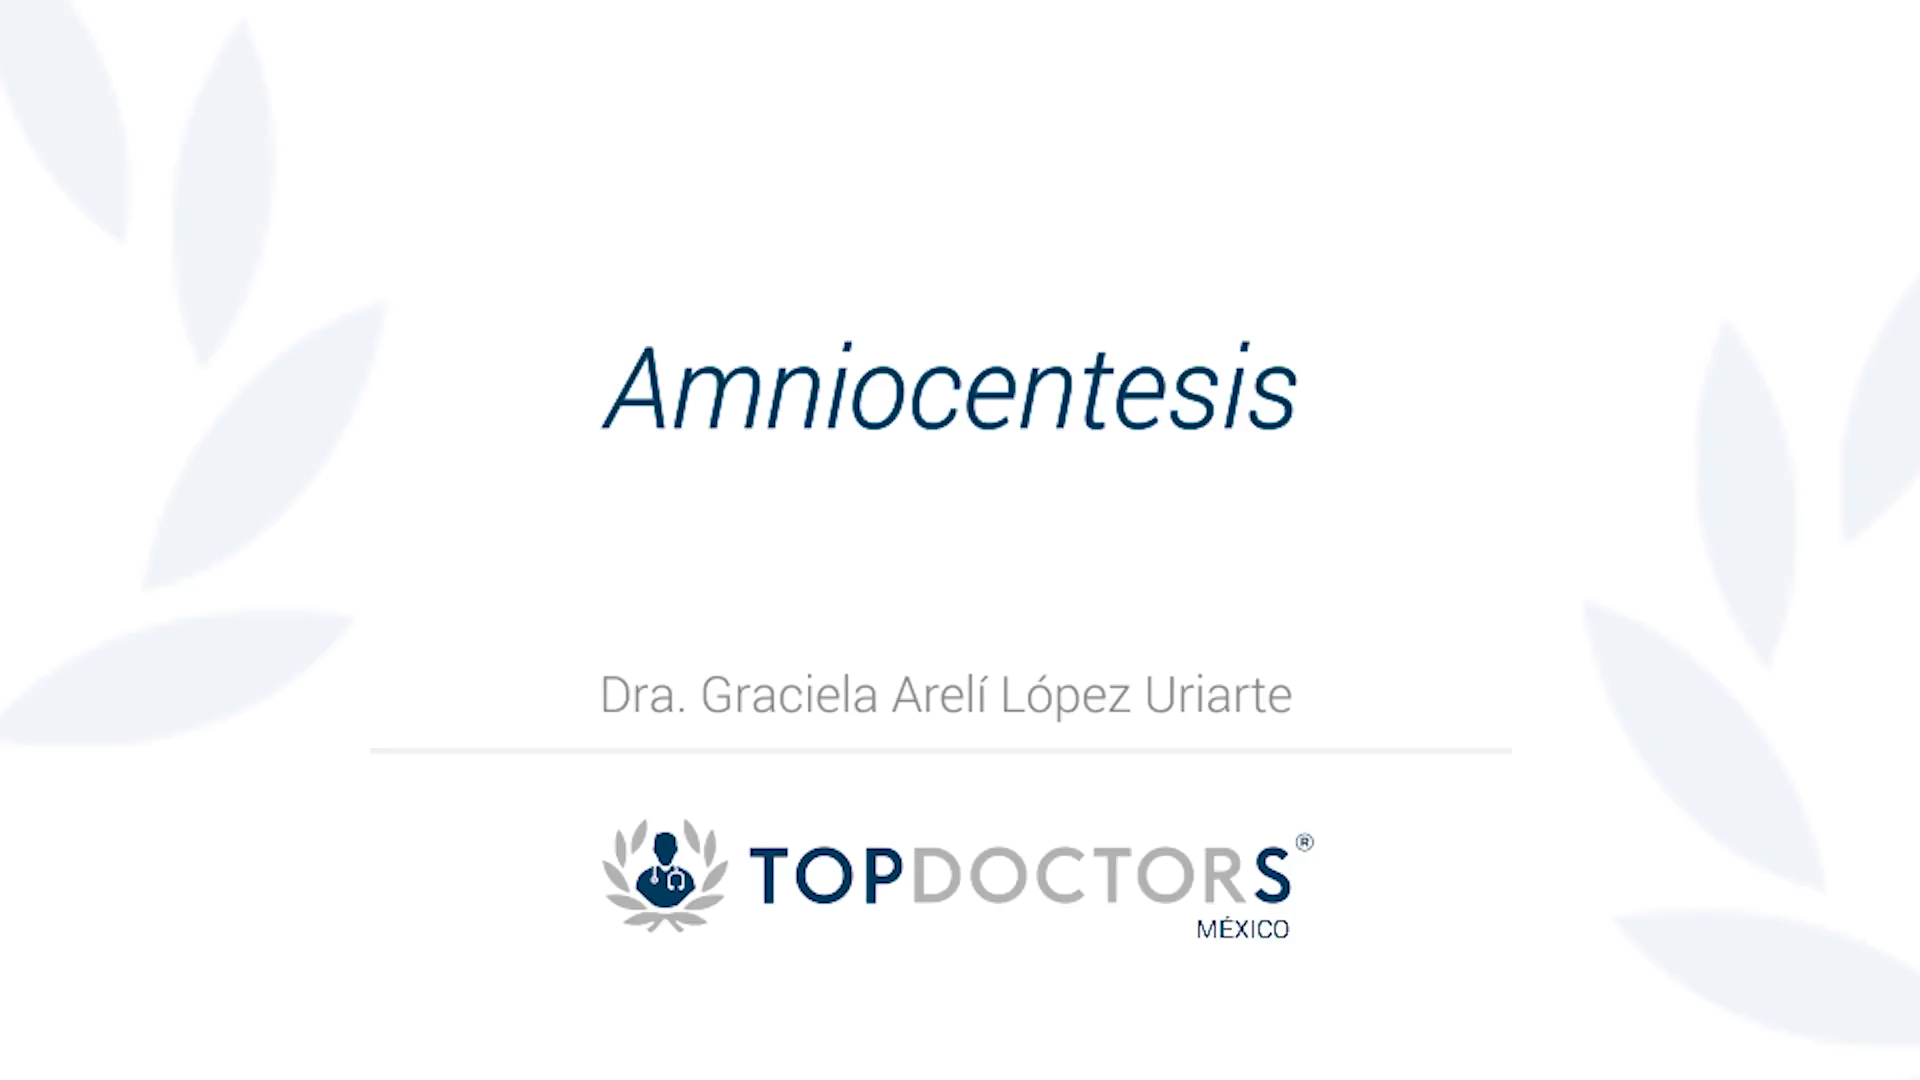 Amniocentesis
Dra. Graciela Arelí López Uriarte
TOPDOCTORS®
MÉXICO